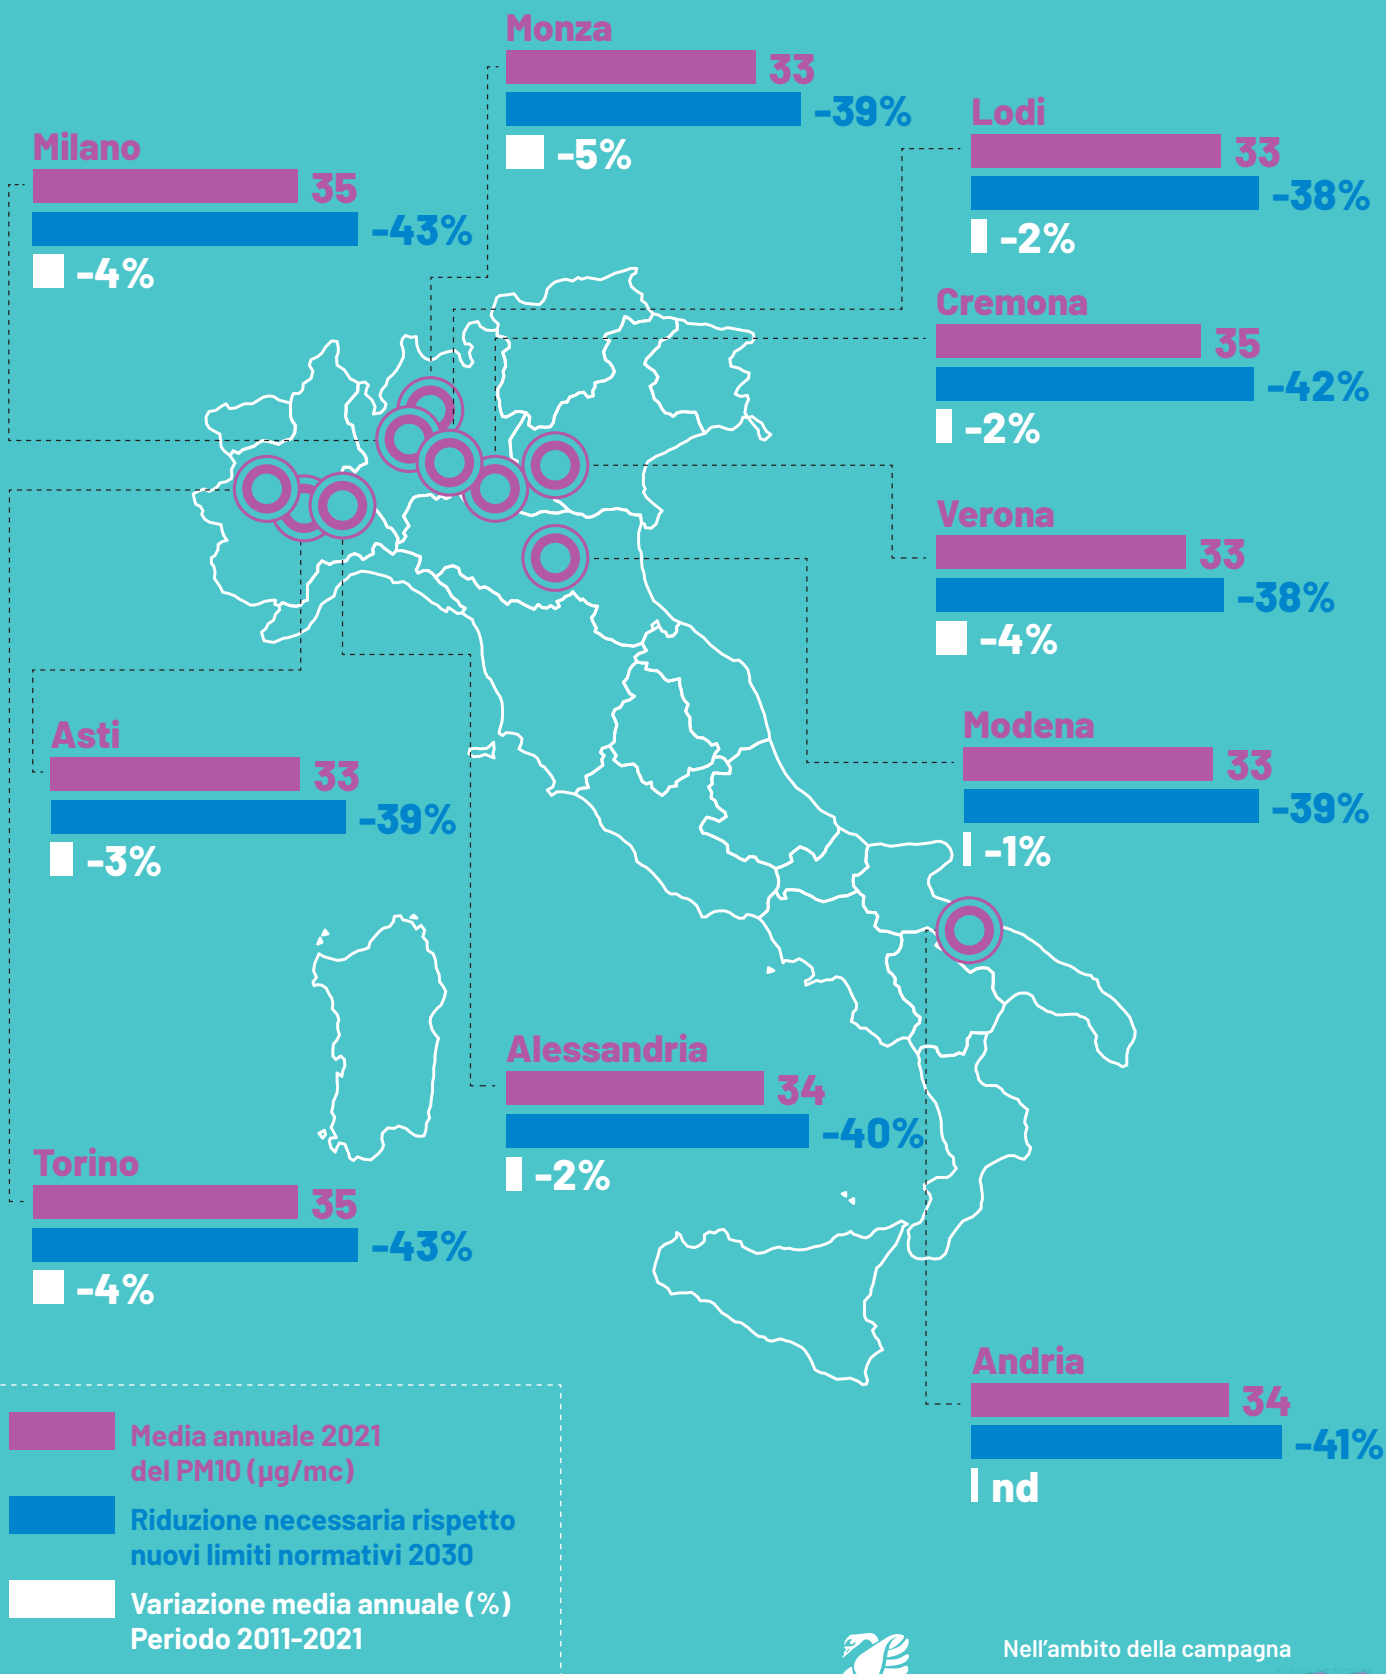 Monza
33
-39%
-5%
Lodi
33
-38%
-2%
Milano
35
-43%
-4%
Cremona
35
-42%
-2%
Verona
33
-38%
-4%
Modena
33
-39%
-1%
Asti
33
-39%
-3%
Alessandria
34
-40%
-2%
Torino
35
-43%
-4%
Andria
34
-41%
nd
Media annuale 2021
del PM10 (µg/mc)
Riduzione necessaria rispetto
nuovi limiti normativi 2030
Variazione media annuale (%)
Periodo 2011-2021
Nell'ambito della campagna